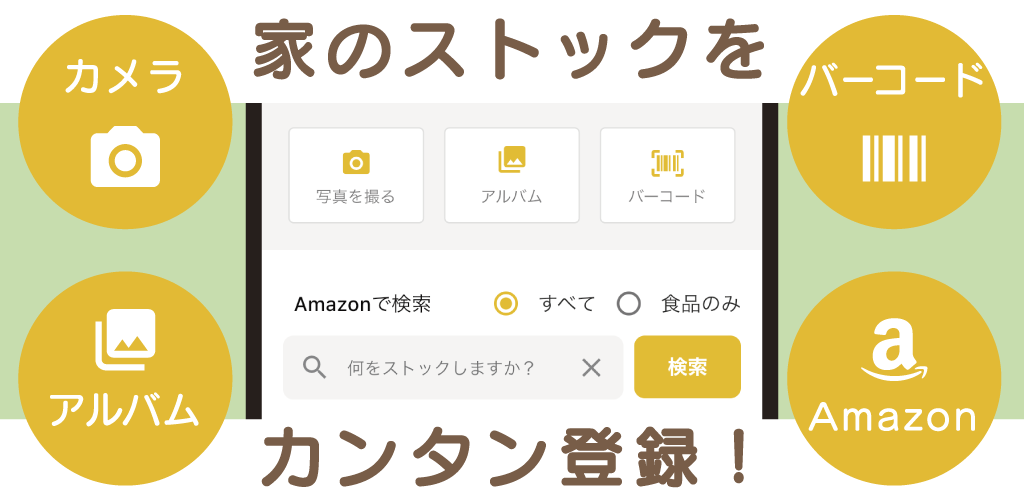 家のストックを
カメラ
バーコード
写真を撮る
アルバム
バーコード
Amazonで検索
すべて
食品のみ
何をストックしますか？
検索
アルバム
a
Amazon
カンタン登録！